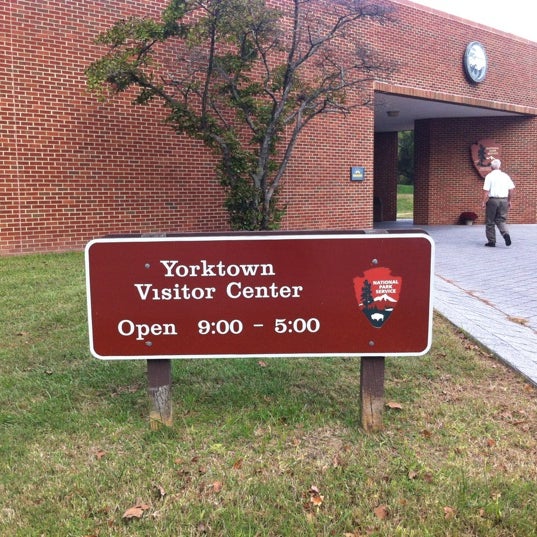 Yorktown
Visitor Center
Open 9:00 - 5:00
NATIONAL
PARK
SERVICE